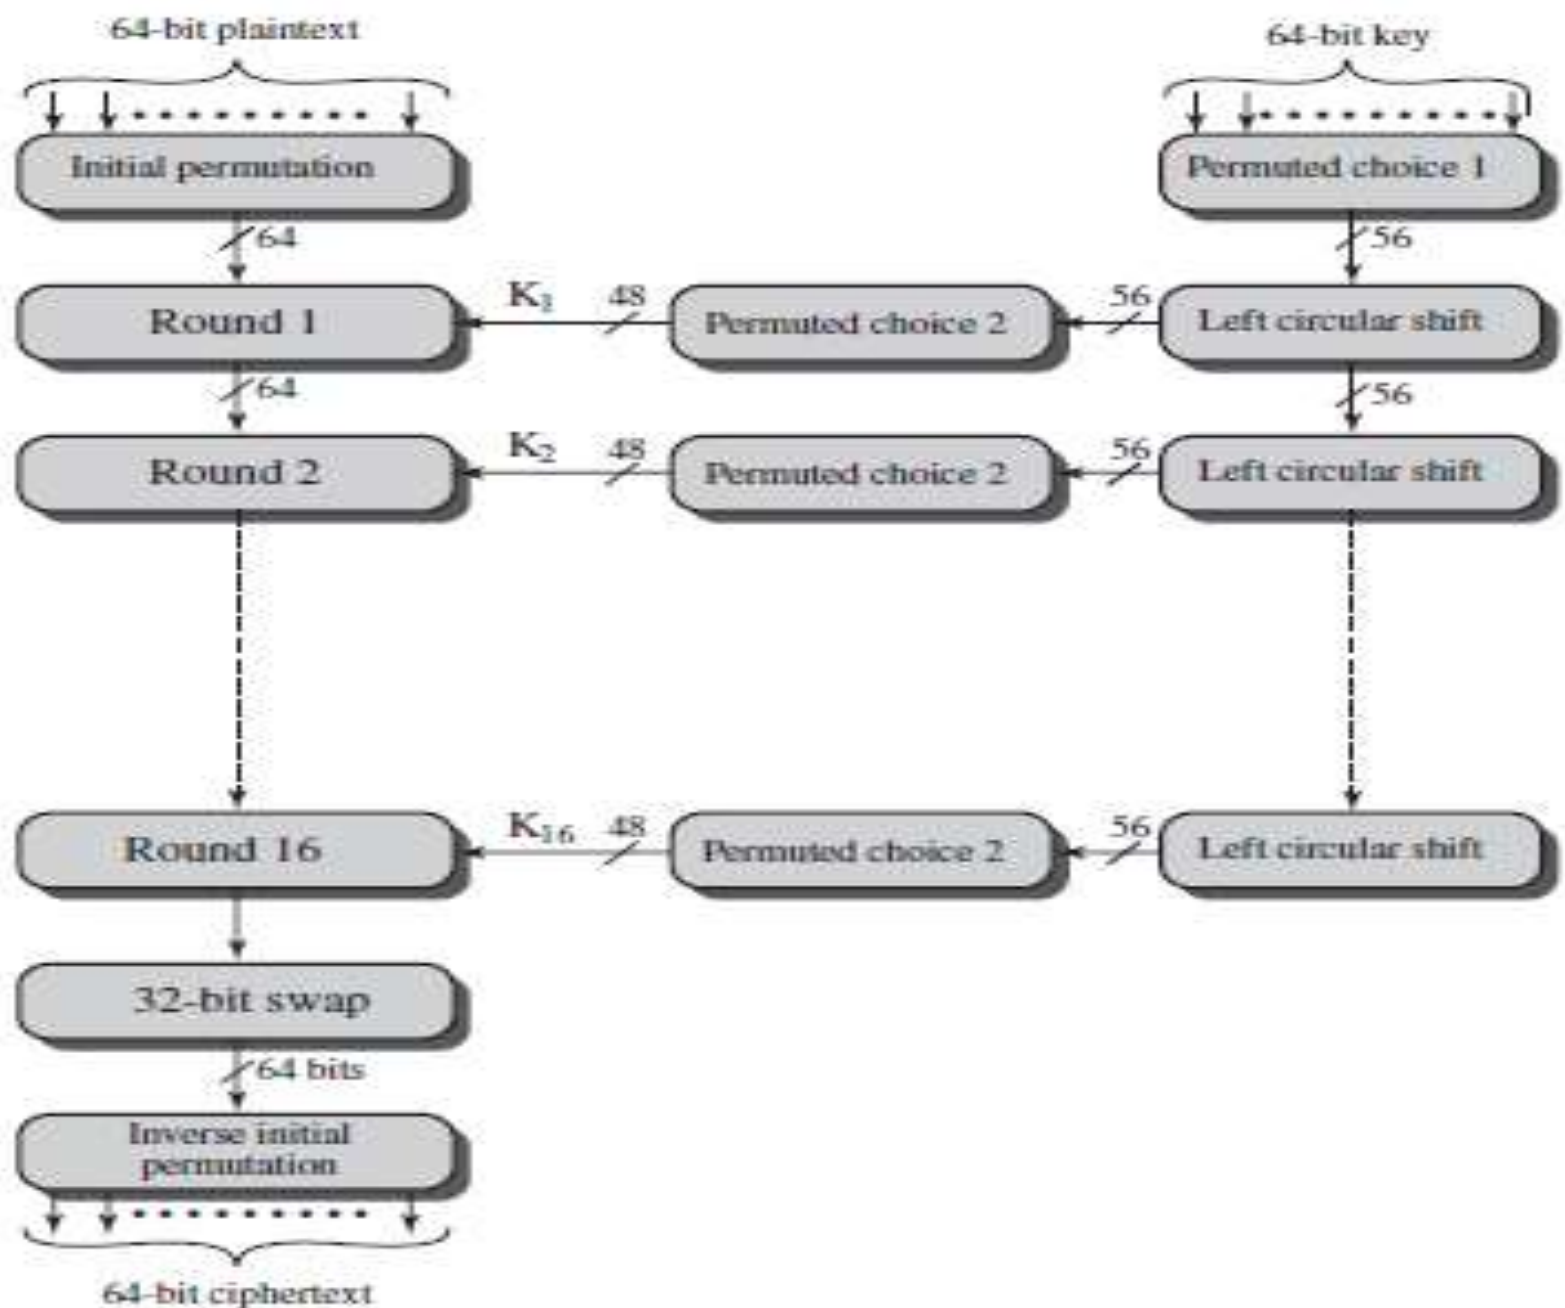 64-bit plaintext
64-bit key
Initial permutation
Permuted choice 1
64
56
Round 1
K1
48
Permuted choice 2
56
Left circular shift
64
56
Round 2
K2
48
Permuted choice 2
56
Left circular shift
Round 16
K16
48
Permuted choice 2
56
Left circular shift
32-bit swap
64 bits
Inverse initial
permutation
64-bit ciphertext